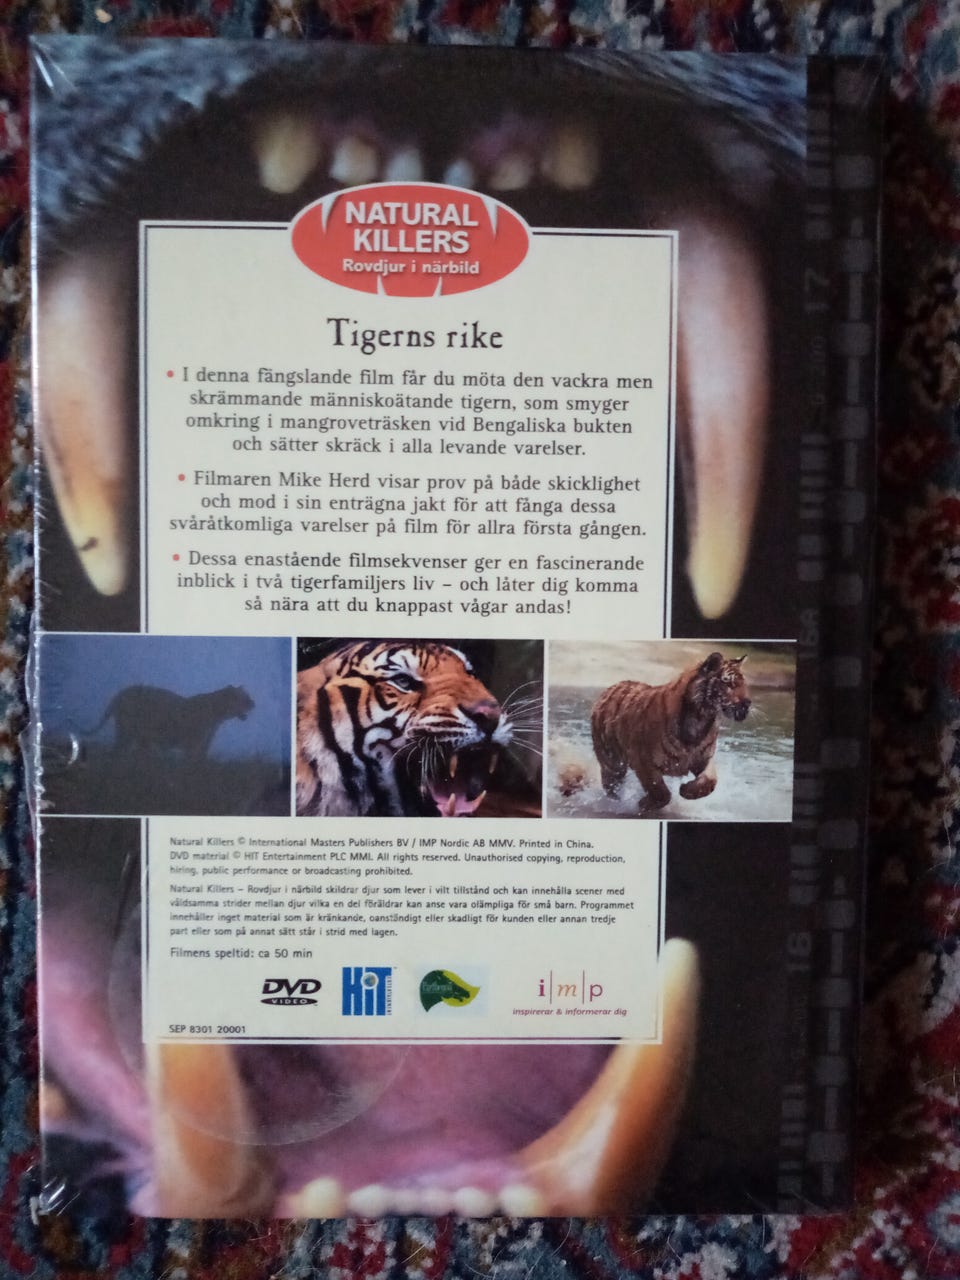 NATURAL
KILLERS
Rovdjur i närbild
Tigerns rike
• I denna fängslande film får du möta den vackra men
skrämmande människoätande tigern, som smyger
omkring i mangroveträsken vid Bengaliska bukten
och sätter skräck i alla levande varelser.
• Filmaren Mike Herd visar prov på både skicklighet
och mod i sin enträgna jakt för att fånga dessa
svåråtkomliga varelser på film för allra första gången.
• Dessa enastående filmsekvenser ger en fascinerande
inblick i två tigerfamiljers liv – och låter dig komma
så nära att du knappast vågar andas!
Natural Killers © International Masters Publishers BV / IMP Nordic AB MMV. Printed in China.
DVD material © HIT Entertainment PLC MMI. All rights reserved. Unauthorised copying, reproduction,
hiring, public performance or broadcasting prohibited.
Natural Killers – Rovdjur i närbild skildrar djur som lever i vilt tillstånd och kan innehålla scener med
våldsamma strider mellan djur vilka en del föräldrar kan anse vara olämpliga för små barn. Programmet
innehåller inget material som är kränkande, oanständigt eller skadligt för kunden eller annan tredje
part eller som på annat sätt står i strid med lagen.
Filmens speltid: ca 50 min
DVD
VIDEO
HiT
i|m|p
inspirerar & informerar dig
SEP 8301 20001
17
16A
16